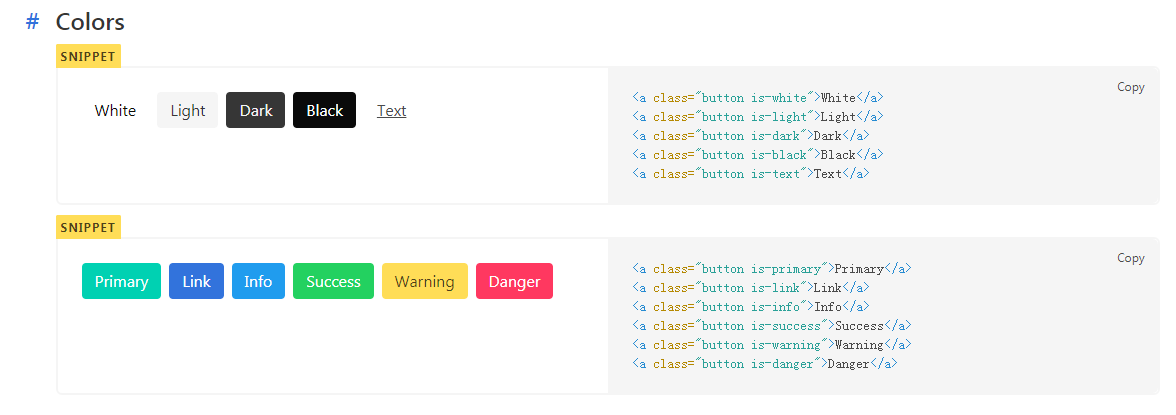 # Colors
SNIPPET
White Light Dark Black Text
Copy
<a class="button is-white">White</a>
<a class="button is-light">Light</a>
<a class="button is-dark">Dark</a>
<a class="button is-black">Black</a>
<a class="button is-text">Text</a>
SNIPPET
Primary Link Info Success Warning Danger
Copy
<a class="button is-primary">Primary</a>
<a class="button is-link">Link</a>
<a class="button is-info">Info</a>
<a class="button is-success">Success</a>
<a class="button is-warning">Warning</a>
<a class="button is-danger">Danger</a>